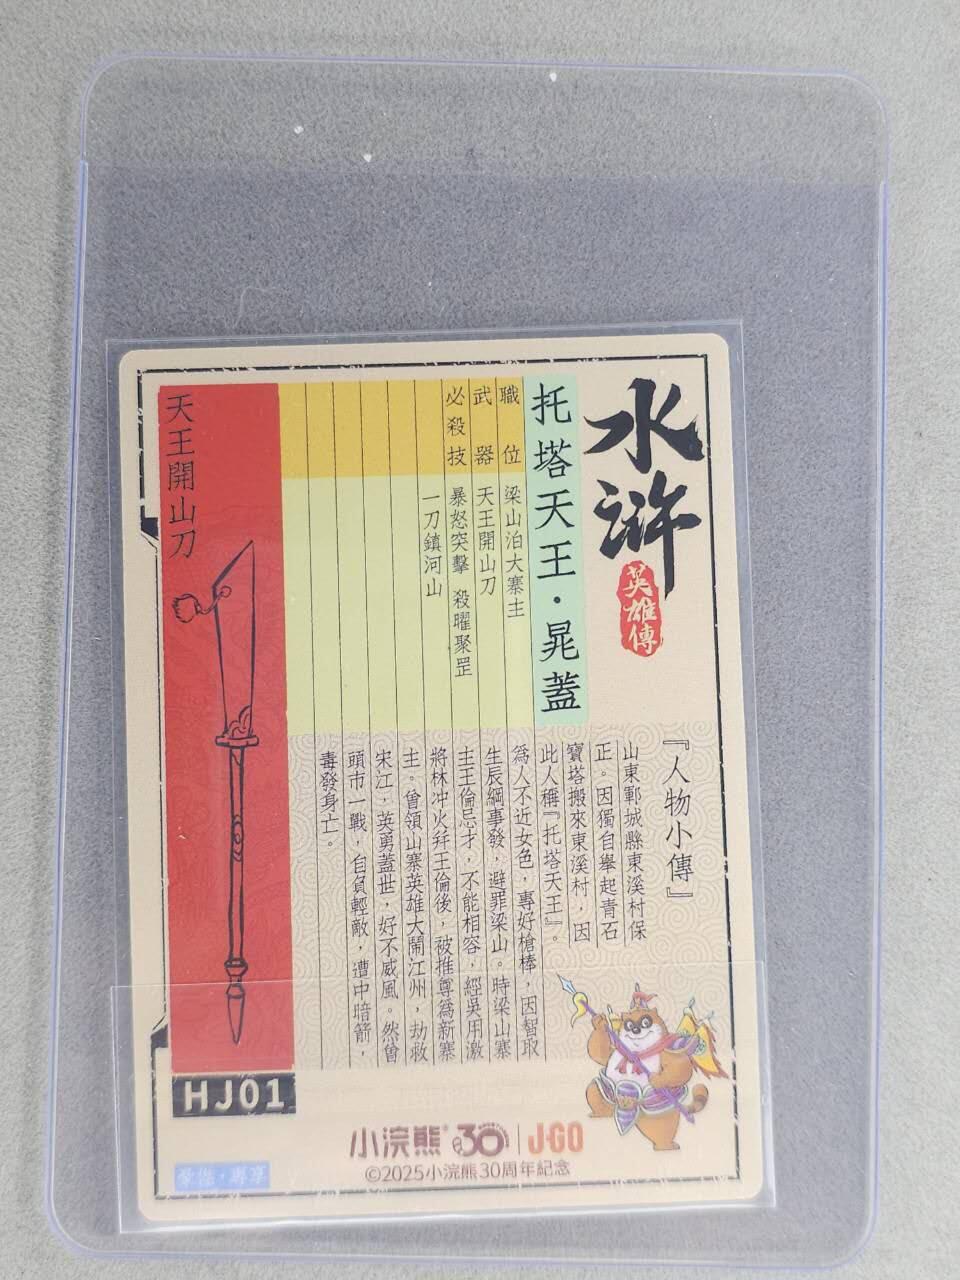 水滸
英雄傳
托塔天王·晁蓋
職位 梁山泊大寨主
武器 天王開山刀
必殺技 暴怒突擊 殺曜聚罡
一刀鎮河山
『人物小傳』
山東鄆城縣東溪村保
正。因獨自舉起青石
寶塔搬來東溪村，因
此人稱『托塔天王』。
為人不近女色，專好槍棒，因智取
生辰綱事發，避罪梁山。時梁山寨
主王倫忌才，不能相容，經吳用激
將林冲火并王倫後，被推尊為新寨
主。曾領山寨英雄大鬧江州，劫救
宋江，英勇蓋世，好不威風。然曾
頭市一戰，自負輕敵，遭中暗箭，
毒發身亡。
天王開山刀
HJ01
小浣熊® 30 J·GO
©2025小浣熊30周年紀念